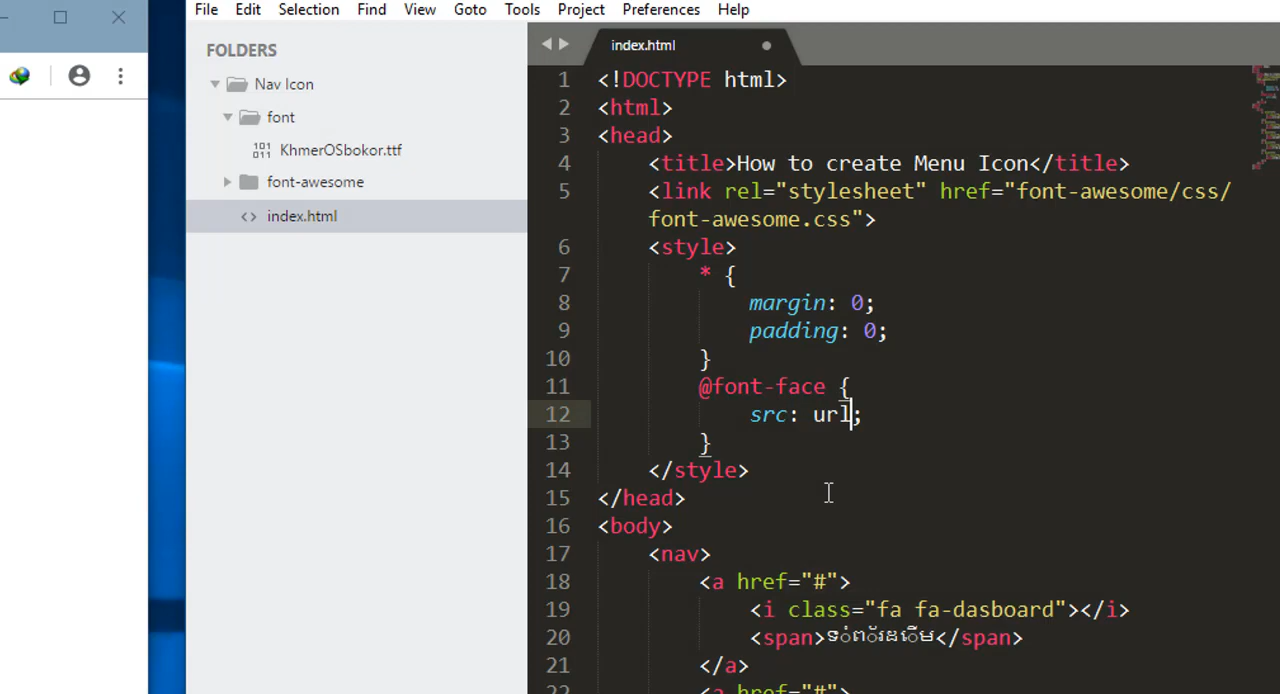 File Edit Selection Find View Goto Tools Project Preferences Help
FOLDERS
Nav Icon
font
KhmerOSbokor.ttf
font-awesome
index.html
index.html
1 <!DOCTYPE html>
2 <html>
3 <head>
4 <title>How to create Menu Icon</title>
5 <link rel="stylesheet" href="font-awesome/css/
font-awesome.css">
6 <style>
7 * {
8 margin: 0;
9 padding: 0;
10 }
11 @font-face {
12 src: url;
13 }
14 </style>
15 </head>
16 <body>
17 <nav>
18 <a href="#">
19 <i class="fa fa-dasboard"></i>
20 <span>ទំព័រដើម</span>
21 </a>
22 <a href="#">